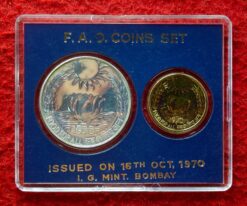 F.A.O. COINS SET
ISSUED ON 16TH OCT, 1970
I. G. MINT. BOMBAY